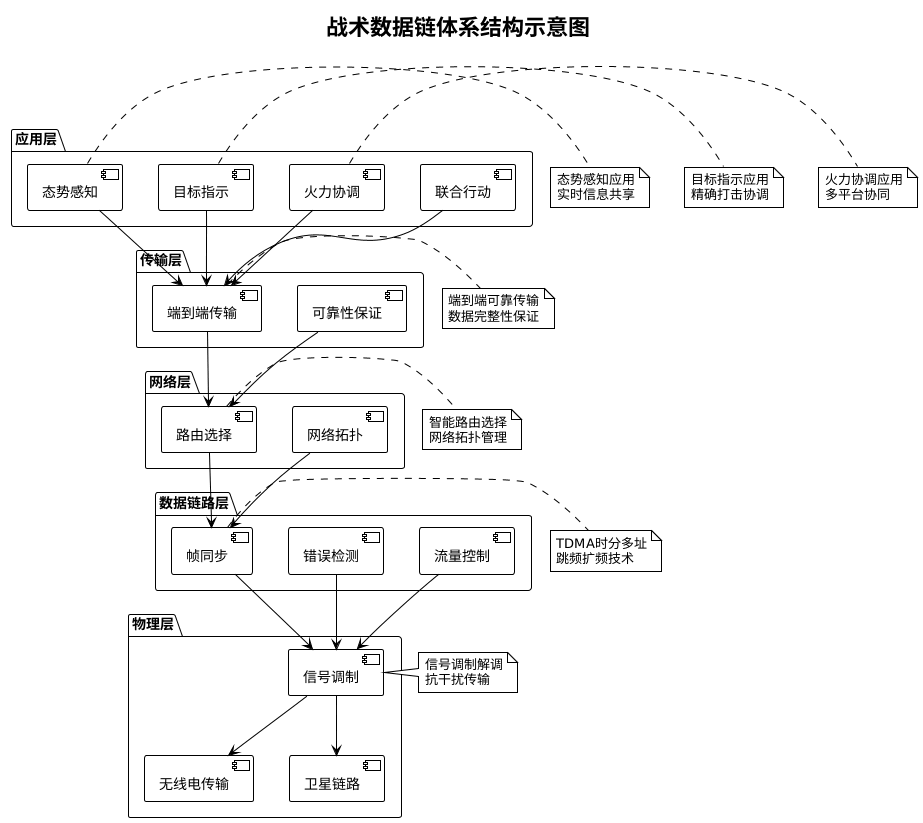 战术数据链体系结构示意图
应用层
态势感知
目标指示
火力协调
联合行动
态势感知应用
实时信息共享
目标指示应用
精确打击协调
火力协调应用
多平台协同
传输层
端到端传输
可靠性保证
端到端可靠传输
数据完整性保证
网络层
路由选择
网络拓扑
智能路由选择
网络拓扑管理
数据链路层
帧同步
错误检测
流量控制
TDMA时分多址
跳频扩频技术
物理层
信号调制
信号调制解调
抗干扰传输
无线电传输
卫星链路